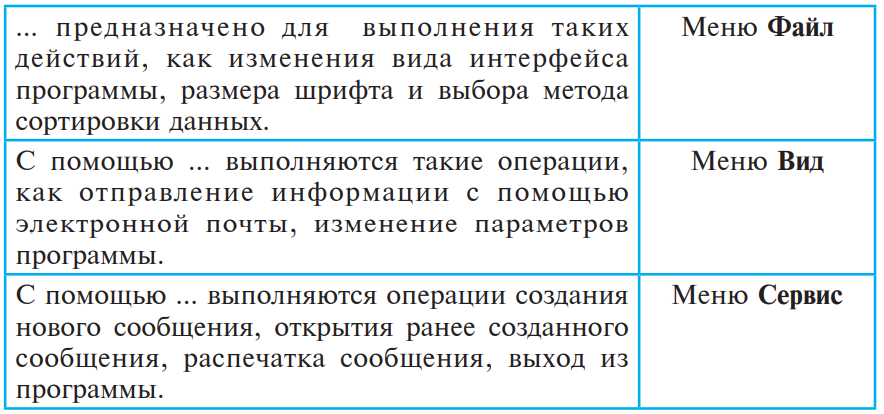 ... предназначено для выполнения таких
действий, как изменения вида интерфейса
программы, размера шрифта и выбора метода
сортировки данных.
Меню Файл
С помощью ... выполняются такие операции,
как отправление информации с помощью
электронной почты, изменение параметров
программы.
Меню Вид
С помощью ... выполняются операции создания
нового сообщения, открытия ранее созданного
сообщения, распечатка сообщения, выход из
программы.
Меню Сервис